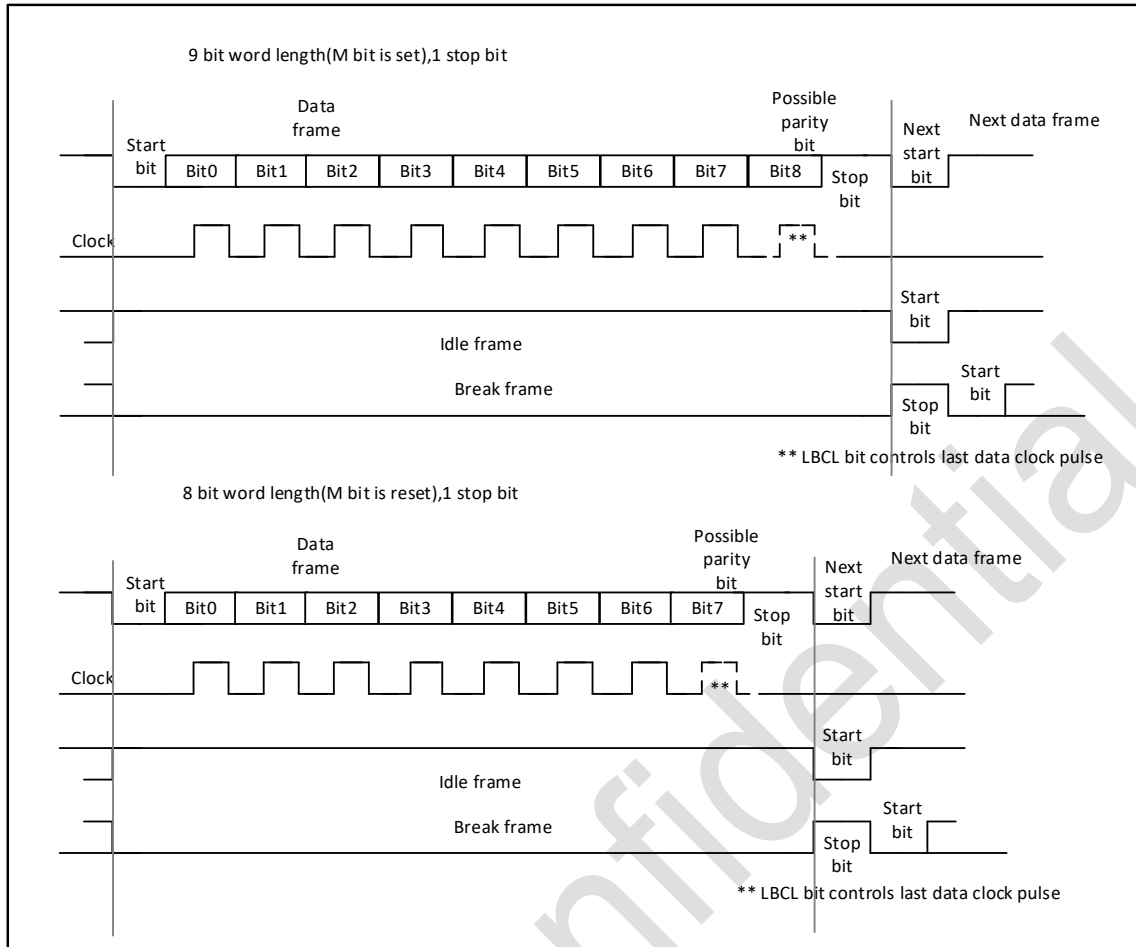 9 bit word length(M bit is set),1 stop bit
Data
frame
Possible
parity
bit
Start
bit
Next
start
bit
Next data frame
Bit0 Bit1 Bit2 Bit3 Bit4 Bit5 Bit6 Bit7 Bit8
Stop
bit
Clock
**
Start
bit
Idle frame
Break frame
Start
bit
Stop
bit
** LBCL bit controls last data clock pulse
8 bit word length(M bit is reset),1 stop bit
Data
frame
Possible
parity
bit
Start
bit
Next
start
bit
Next data frame
Bit0 Bit1 Bit2 Bit3 Bit4 Bit5 Bit6 Bit7
Stop
bit
Clock
**
Start
bit
Idle frame
Break frame
Start
bit
Stop
bit
** LBCL bit controls last data clock pulse
nfidential